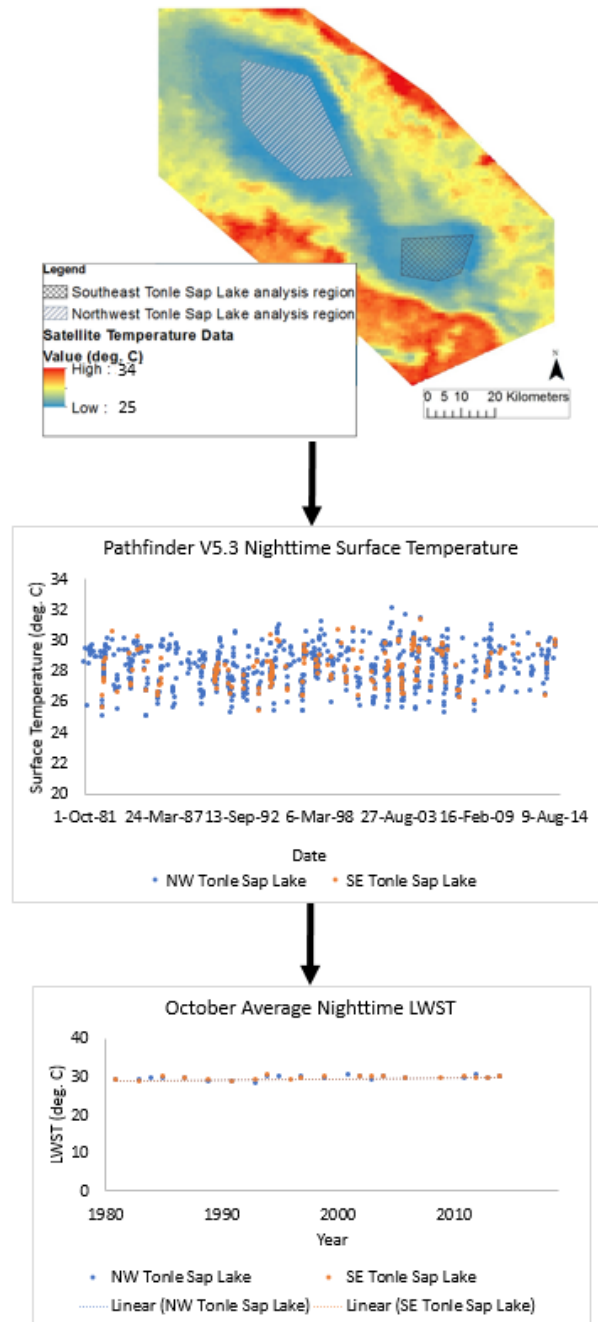 Legend
Southeast Tonle Sap Lake analysis region
Northwest Tonle Sap Lake analysis region
Satellite Temperature Data
Value (deg. C)
High : 34
Low : 25
N
0 5 10 20 Kilometers
Pathfinder V5.3 Nighttime Surface Temperature
Surface Temperature (deg. C)
34
32
30
28
26
24
22
20
1-Oct-81 24-Mar-87 13-Sep-92 6-Mar-98 27-Aug-03 16-Feb-09 9-Aug-14
Date
NW Tonle Sap Lake SE Tonle Sap Lake
October Average Nighttime LWST
LWST (deg. C)
40
30
20
10
0
1980 1990 2000 2010
Year
NW Tonle Sap Lake SE Tonle Sap Lake
Linear (NW Tonle Sap Lake) Linear (SE Tonle Sap Lake)